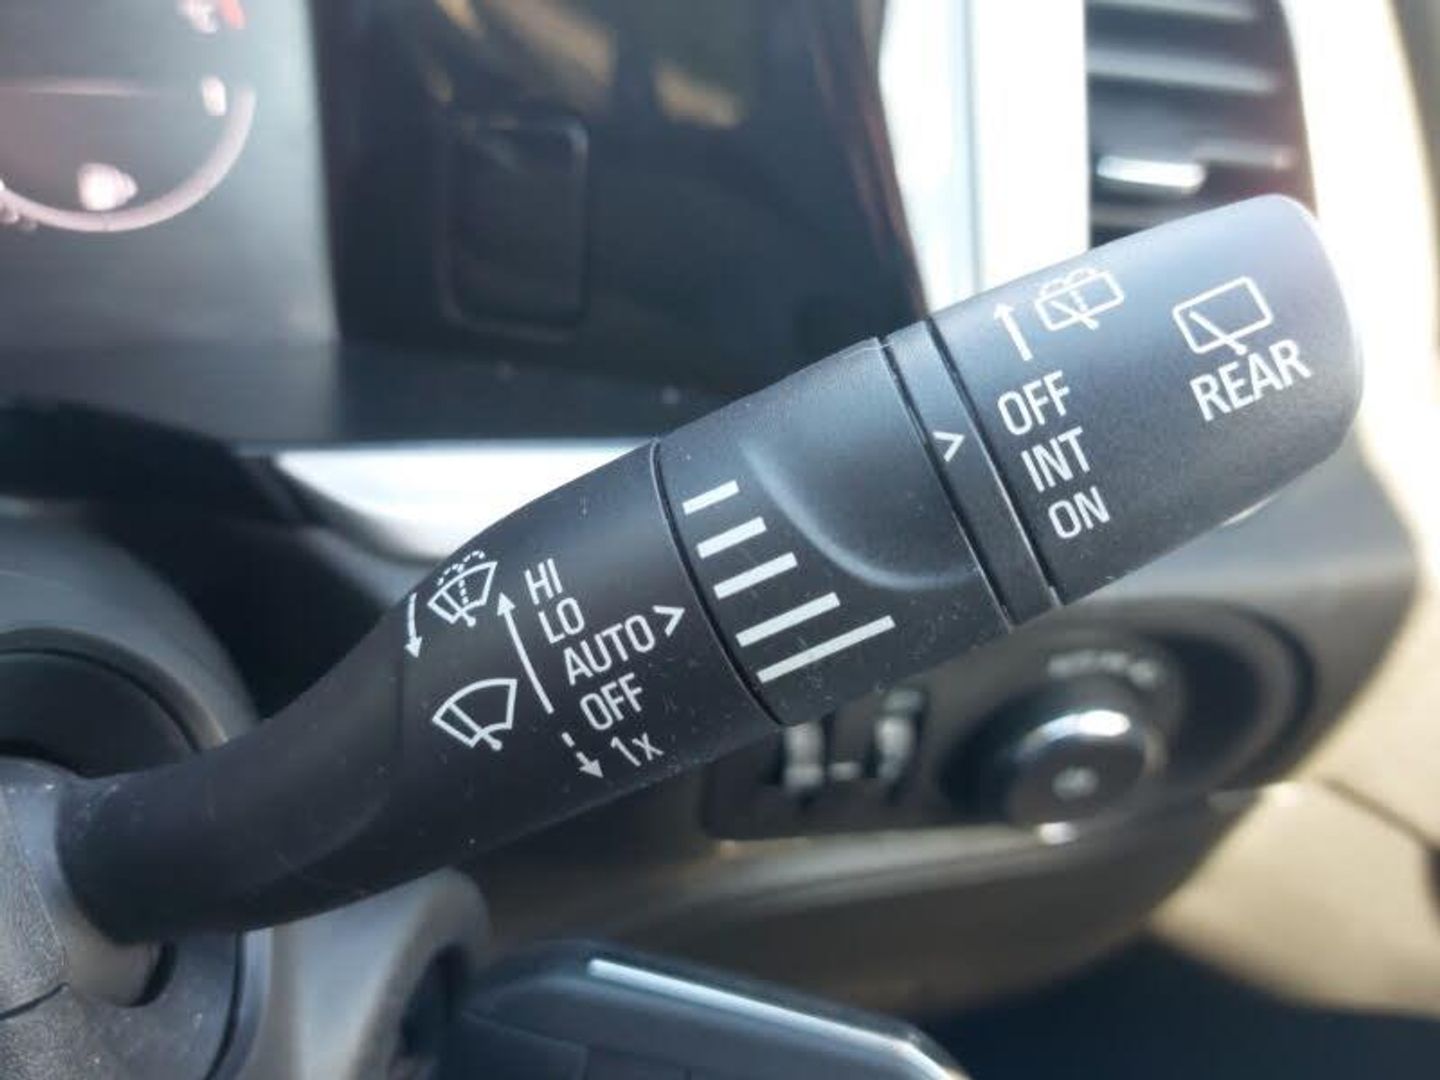 HI
LO
AUTO >
OFF
1x
>
OFF
INT
ON
REAR